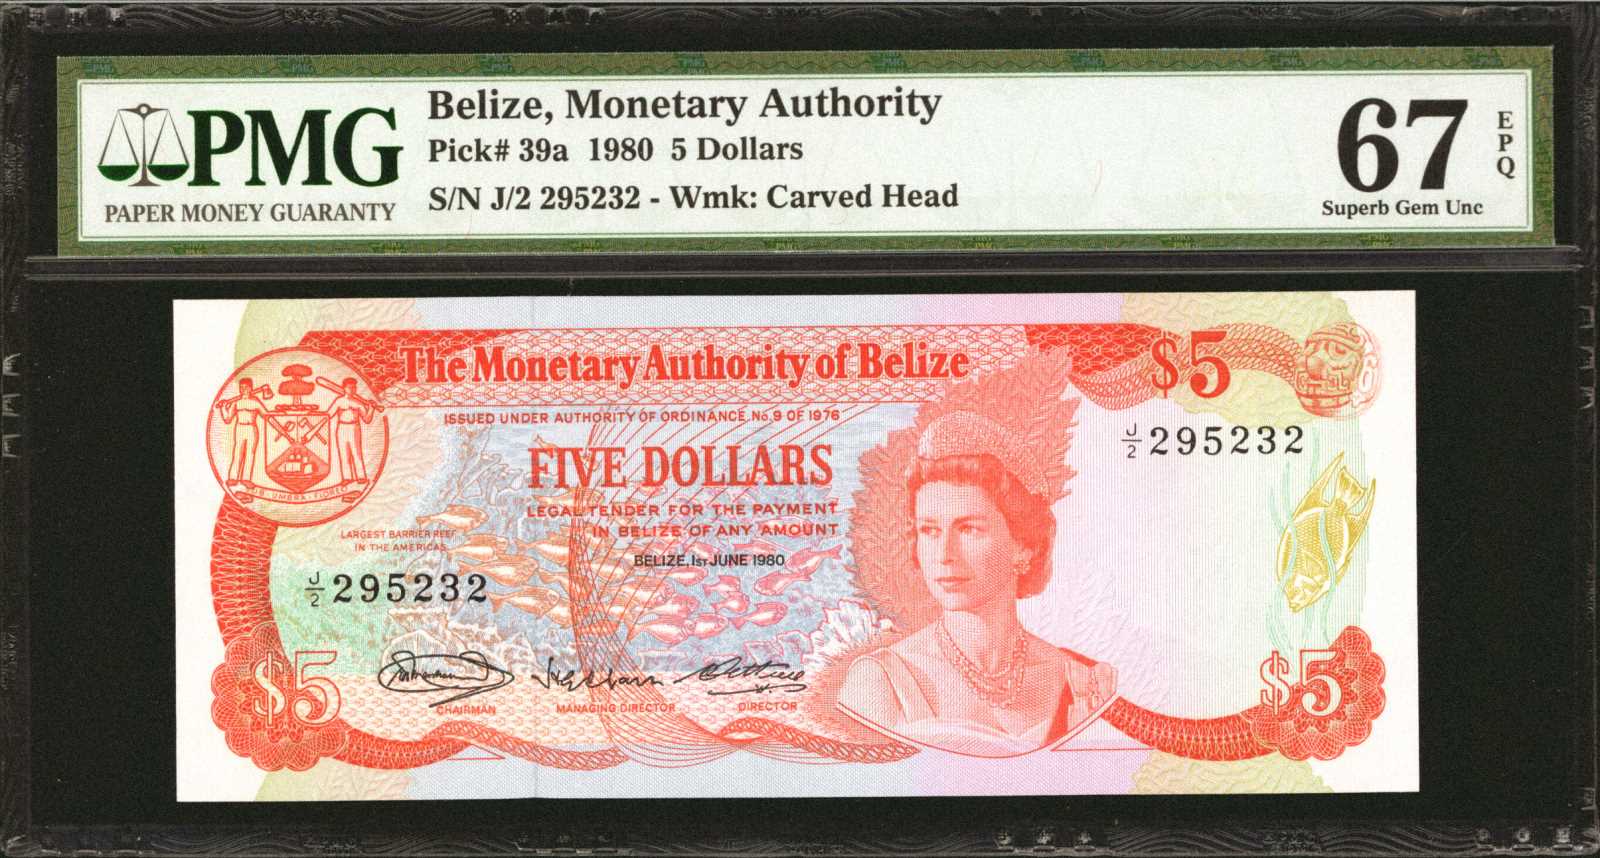 PMG
PAPER MONEY GUARANTY
Belize, Monetary Authority
Pick# 39a 1980 5 Dollars
S/N J/2 295232 - Wmk: Carved Head
67
EPQ
Superb Gem Unc
The Monetary Authority of Belize
$5
ISSUED UNDER AUTHORITY OF ORDINANCE No. 9 OF 1976
J/2 295232
FIVE DOLLARS
LEGAL TENDER FOR THE PAYMENT
IN BELIZE OF ANY AMOUNT
SUB · UMBRA · FLOREO
LARGEST BARRIER REEF
IN THE AMERICAS
BELIZE, 1ST JUNE 1980
J/2 295232
$5
$5
CHAIRMAN
MANAGING DIRECTOR
DIRECTOR